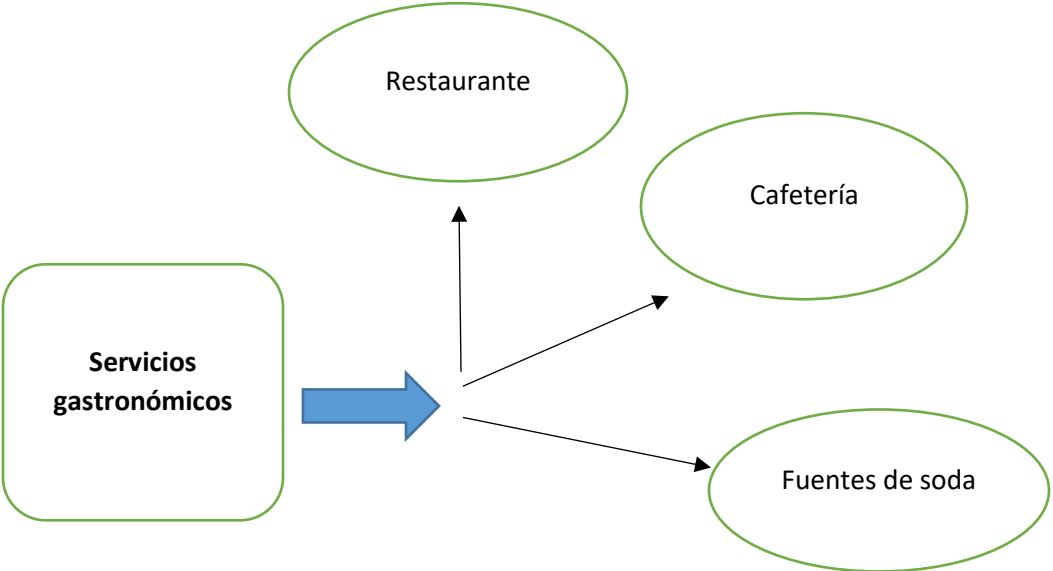 Restaurante
Cafetería
Servicios
gastronómicos
Fuentes de soda